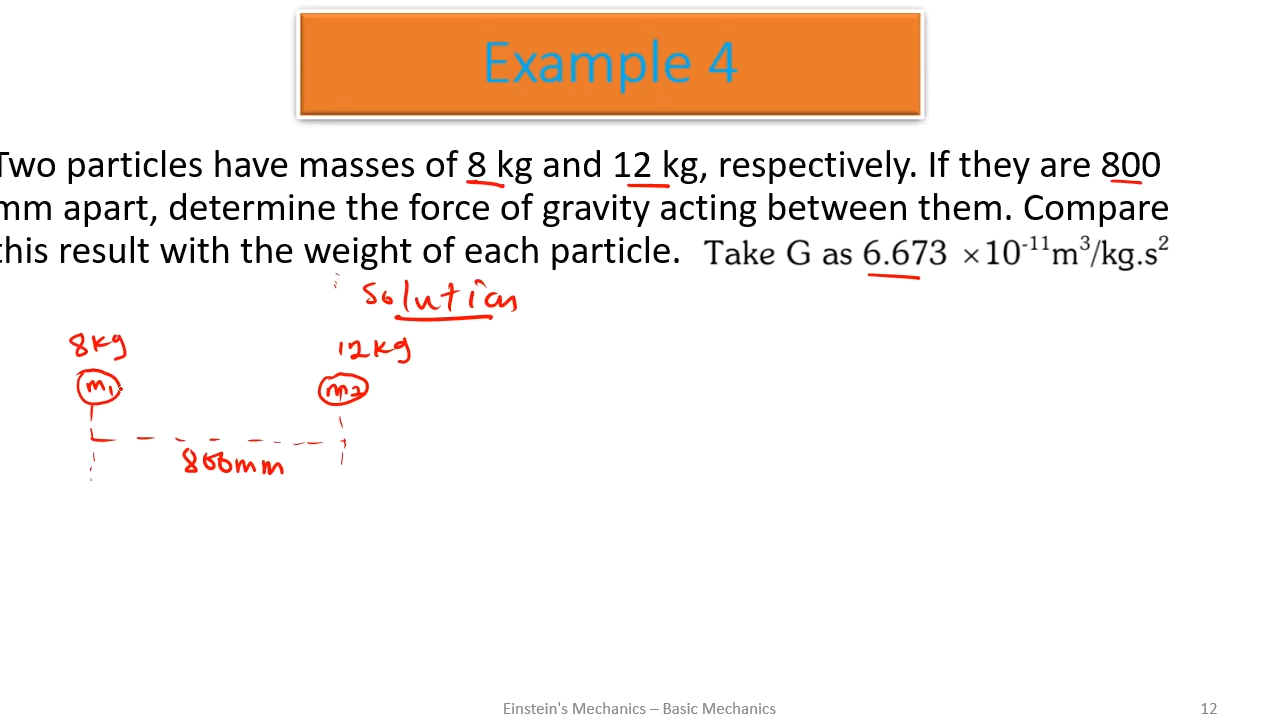 Example 4
Two particles have masses of 8 kg and 12 kg, respectively. If they are 800
mm apart, determine the force of gravity acting between them. Compare
this result with the weight of each particle. Take G as 6.673 ×10⁻¹¹m³/kg.s²
Solution
8kg 12kg
m₁ m₂
800mm
Einstein's Mechanics – Basic Mechanics 12